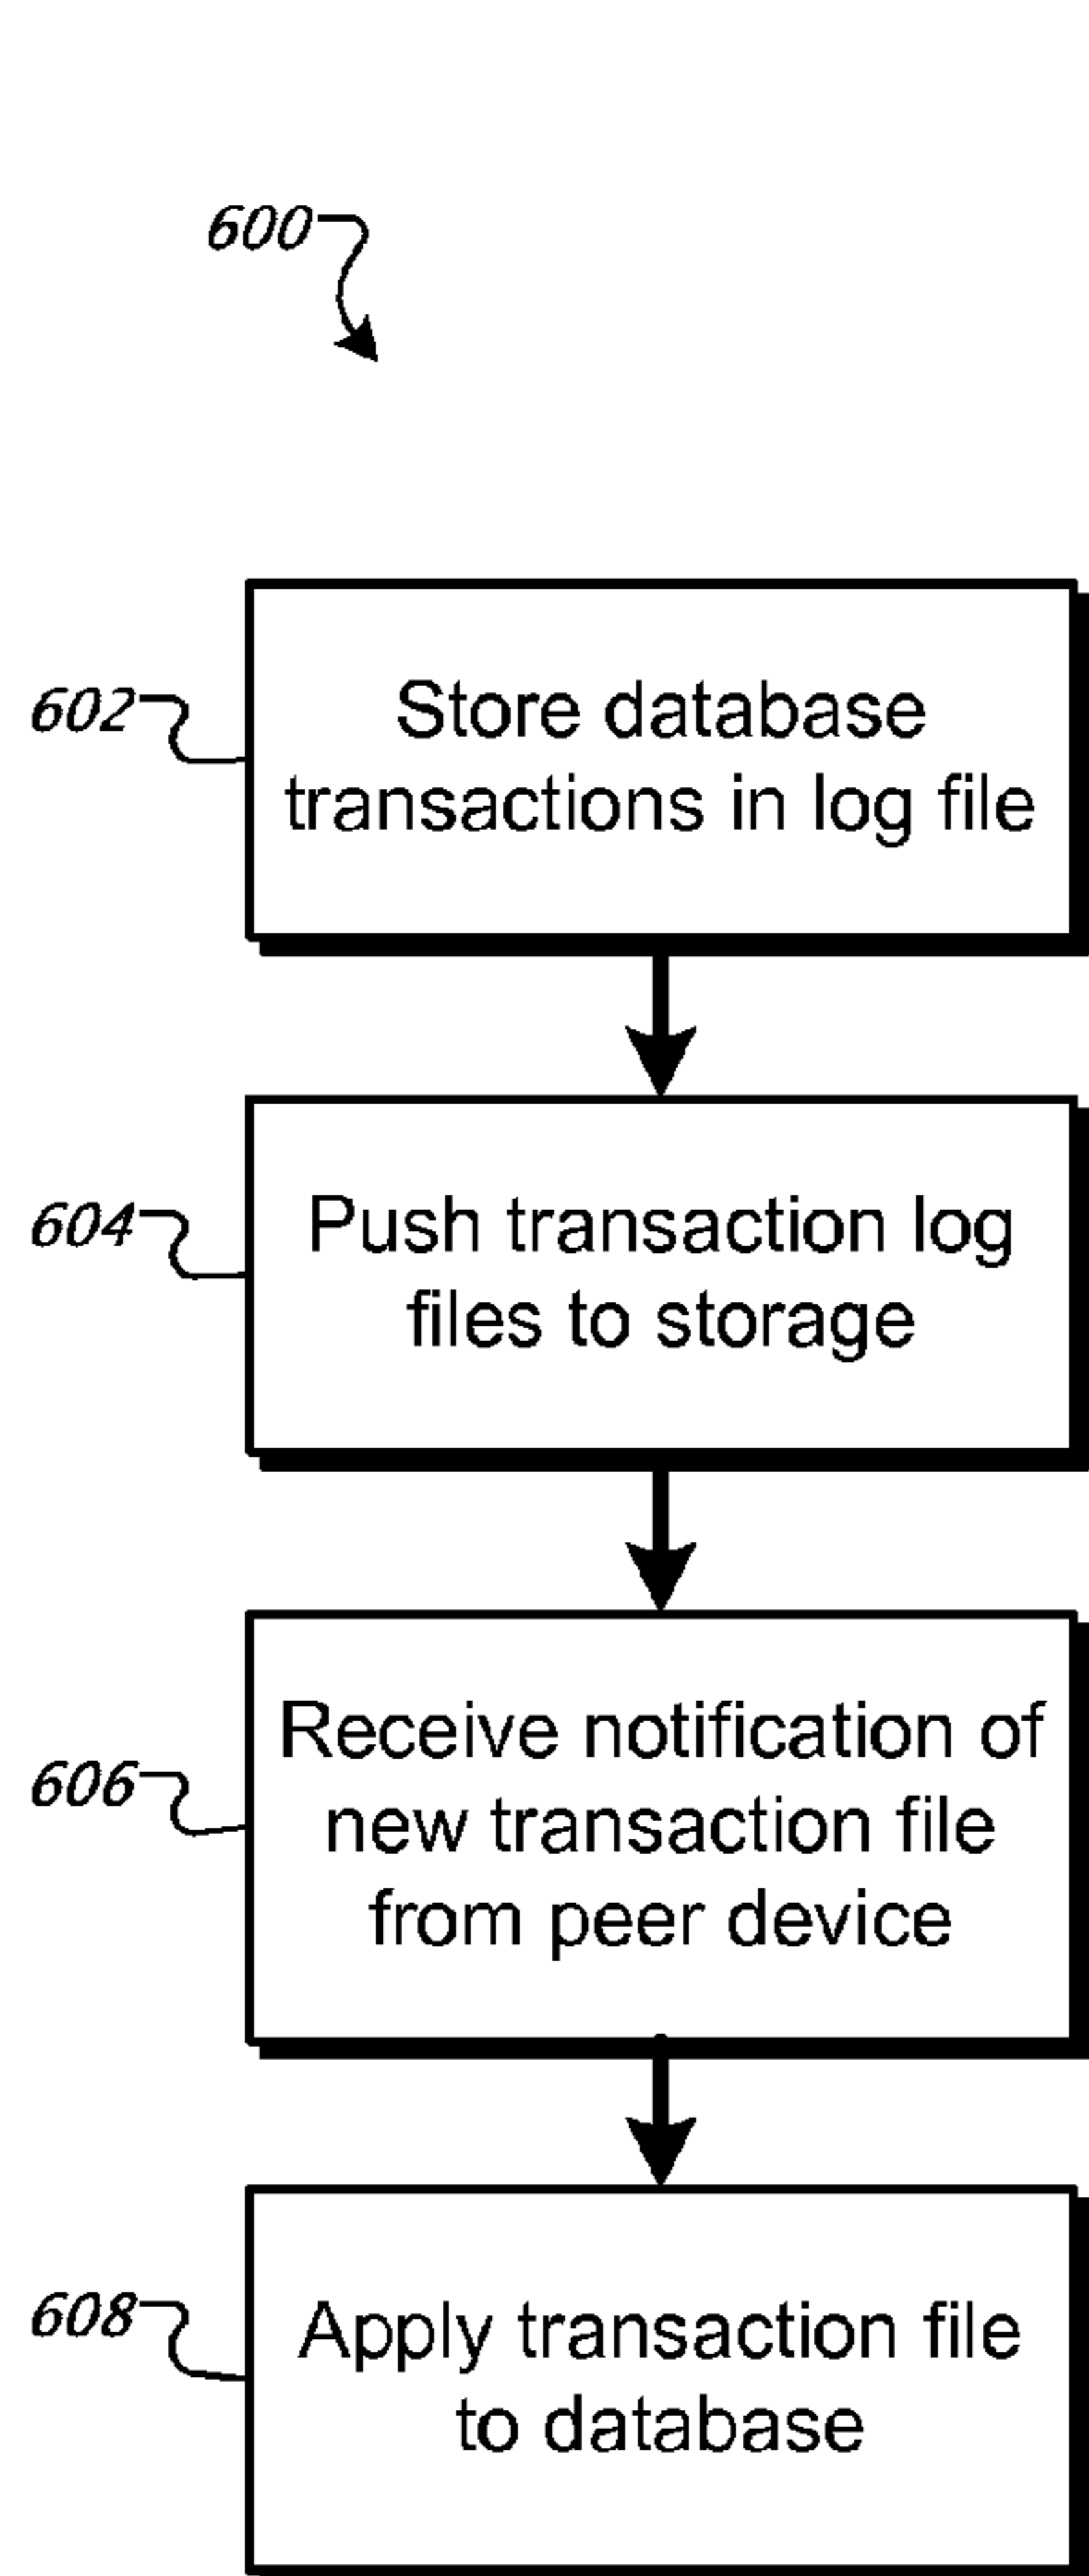 600
602
Store database
transactions in log file
604
Push transaction log
files to storage
606
Receive notification of
new transaction file
from peer device
608
Apply transaction file
to database